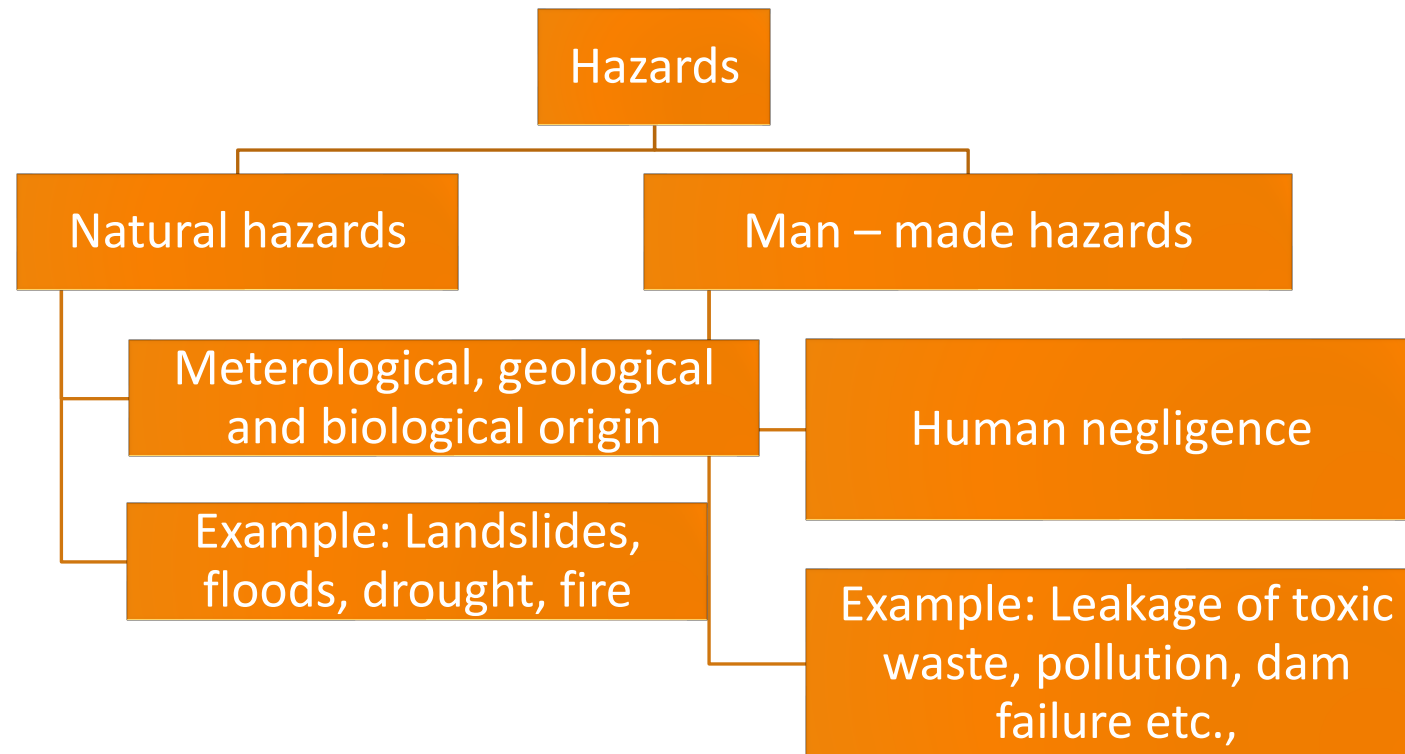 Hazards
Natural hazards
Man – made hazards
Meterological, geological
and biological origin
Human negligence
Example: Landslides,
floods, drought, fire
Example: Leakage of toxic
waste, pollution, dam
failure etc.,